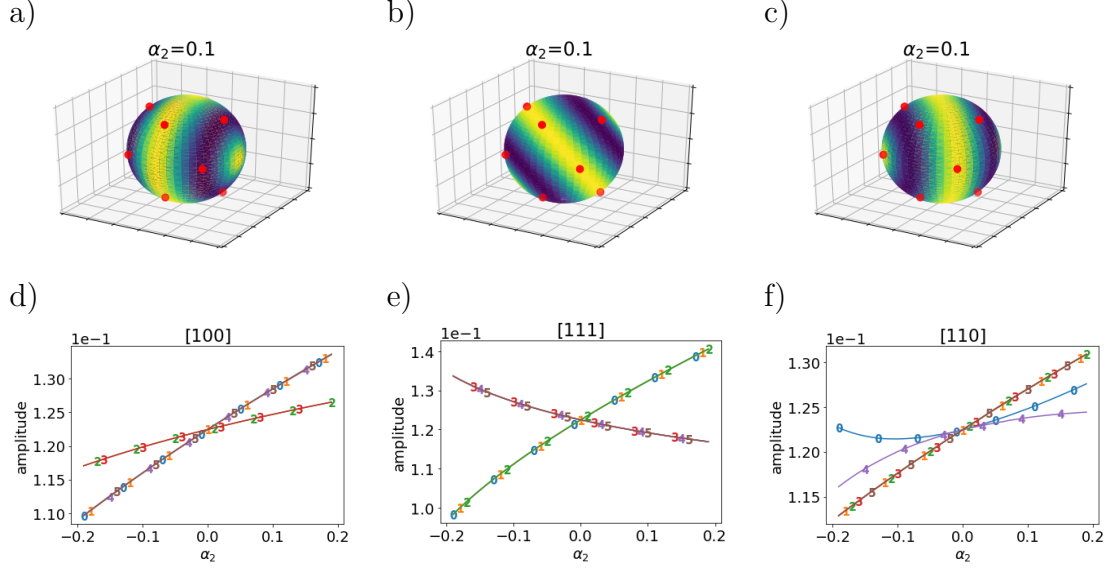 a)
b)
c)
α₂=0.1
α₂=0.1
α₂=0.1
d)
e)
f)
[100]
[111]
[110]
1e−1
1e−1
1e−1
amplitude
1.30
1.25
1.20
1.15
1.10
−0.2
−0.1
0.0
0.1
0.2
α₂
amplitude
1.4
1.3
1.2
1.1
1.0
−0.2
−0.1
0.0
0.1
0.2
α₂
amplitude
1.30
1.25
1.20
1.15
−0.2
−0.1
0.0
0.1
0.2
α₂